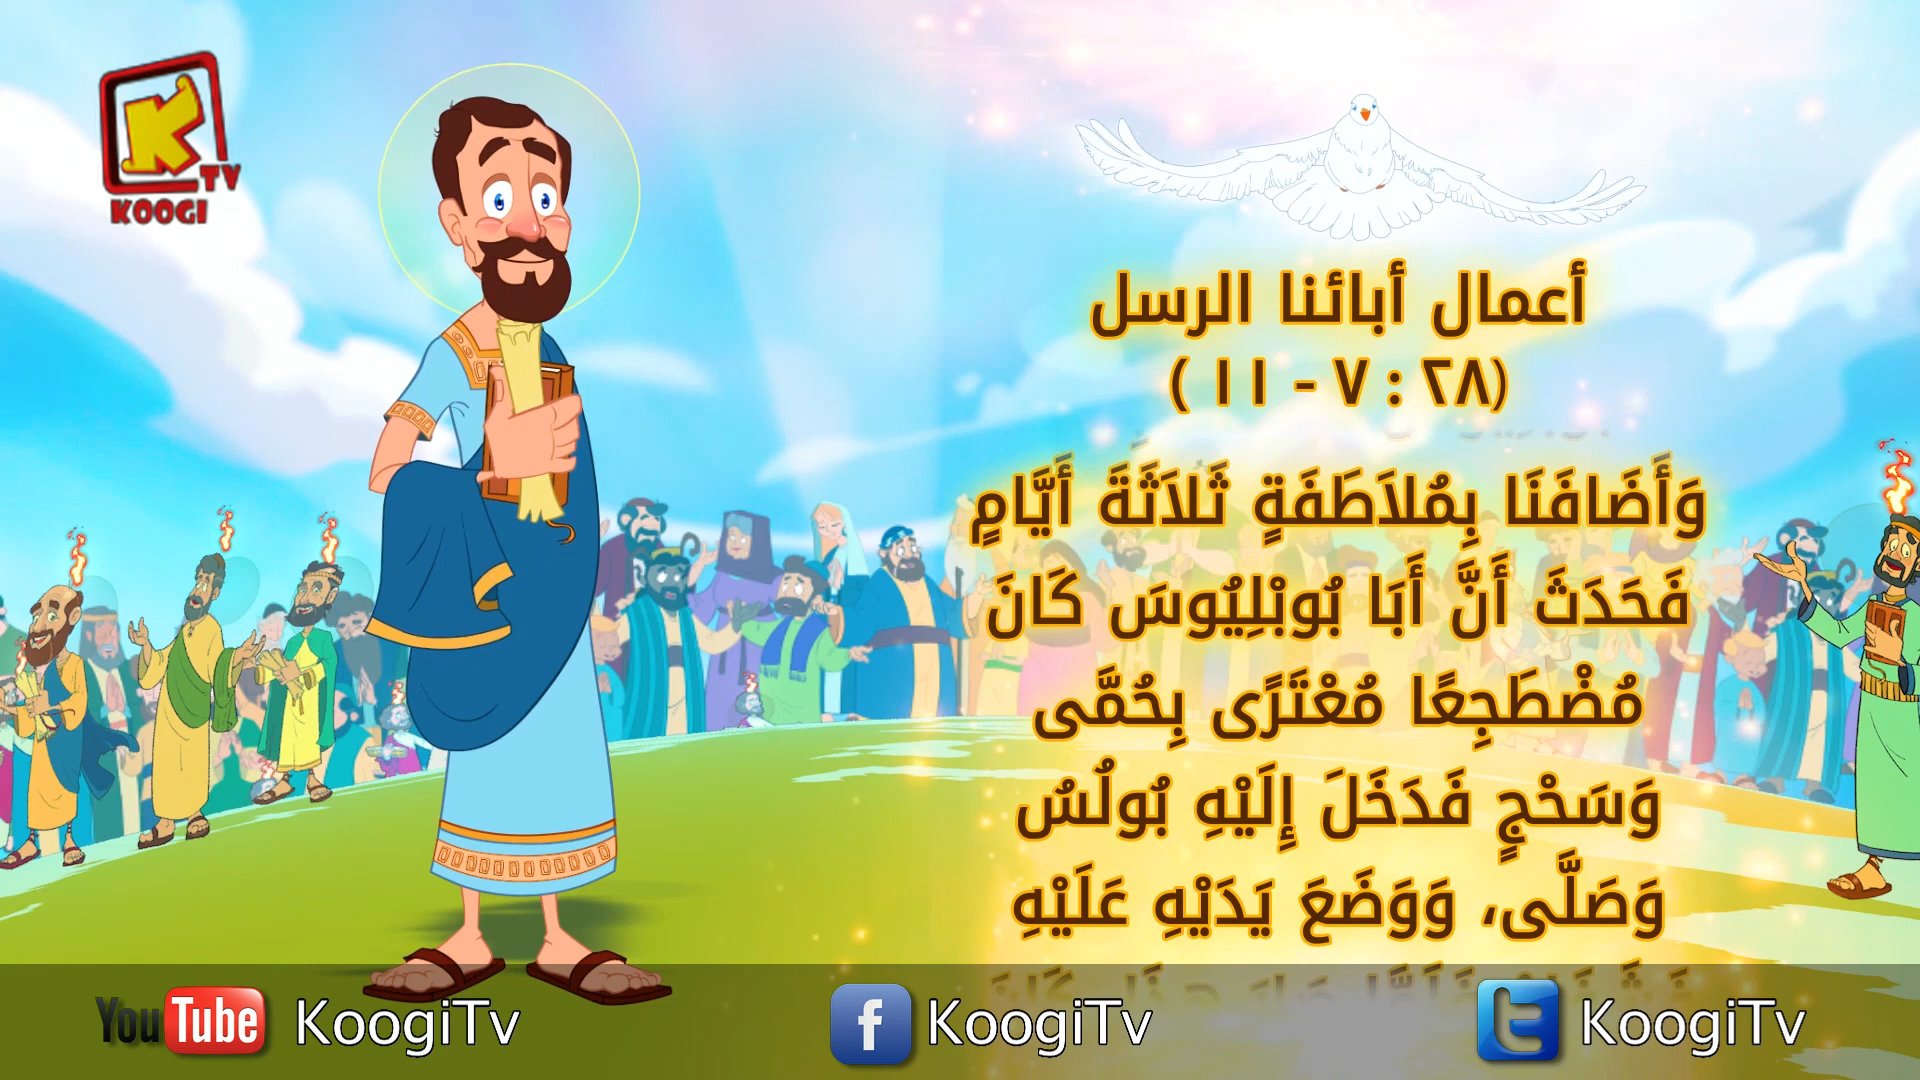 K TV
KOOGI
أعمال أبائنا الرسل
(٢٨ : ٧ - ١١ )
وَأَضَافَنَا بِمُلاَطَفَةٍ ثَلاَثَةَ أَيَّامٍ
فَحَدَثَ أَنَّ أَبَا بُوبْلِيُوسَ كَانَ
مُضْطَجِعًا مُعْتَرًى بِحُمَّى
وَسَحْجٍ فَدَخَلَ إِلَيْهِ بُولُسُ
وَصَلَّى، وَوَضَعَ يَدَيْهِ عَلَيْهِ
YouTube KoogiTv
f KoogiTv
t KoogiTv